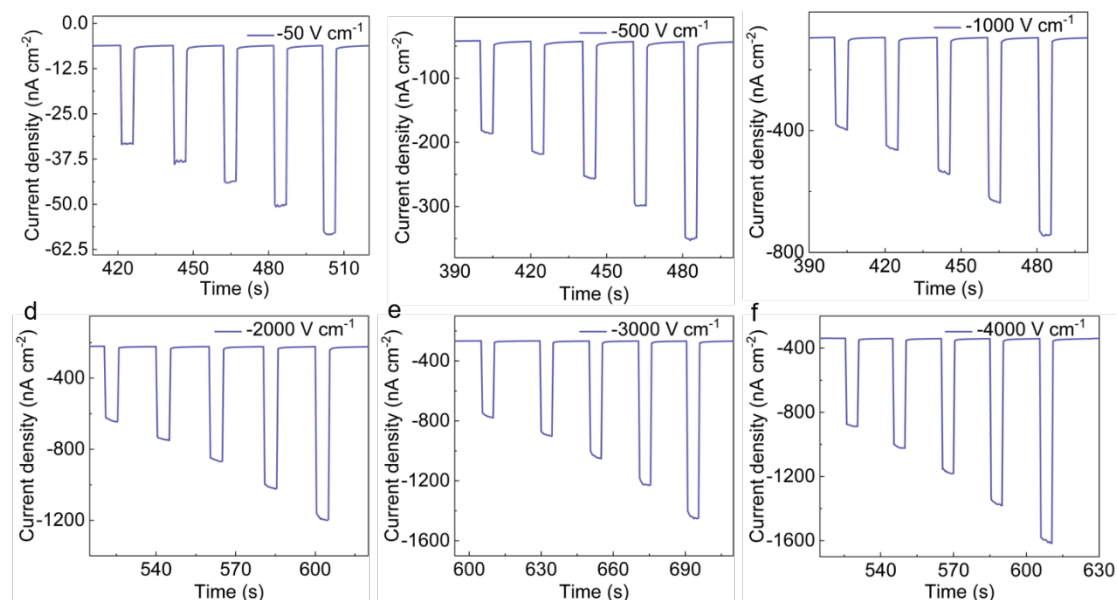 -50 V cm⁻¹
Current density (nA cm⁻²)
0.0
-12.5
-25.0
-37.5
-50.0
-62.5
420 450 480 510
Time (s)
-500 V cm⁻¹
Current density (nA cm⁻²)
-100
-200
-300
390 420 450 480
Time (s)
-1000 V cm⁻¹
Current density (nA cm⁻²)
-400
-800
390 420 450 480
Time (s)
d
-2000 V cm⁻¹
Current density (nA cm⁻²)
-400
-800
-1200
540 570 600
Time (s)
e
-3000 V cm⁻¹
Current density (nA cm⁻²)
-400
-800
-1200
-1600
600 630 660 690
Time (s)
f
-4000 V cm⁻¹
Current density (nA cm⁻²)
-400
-800
-1200
-1600
540 570 600 630
Time (s)